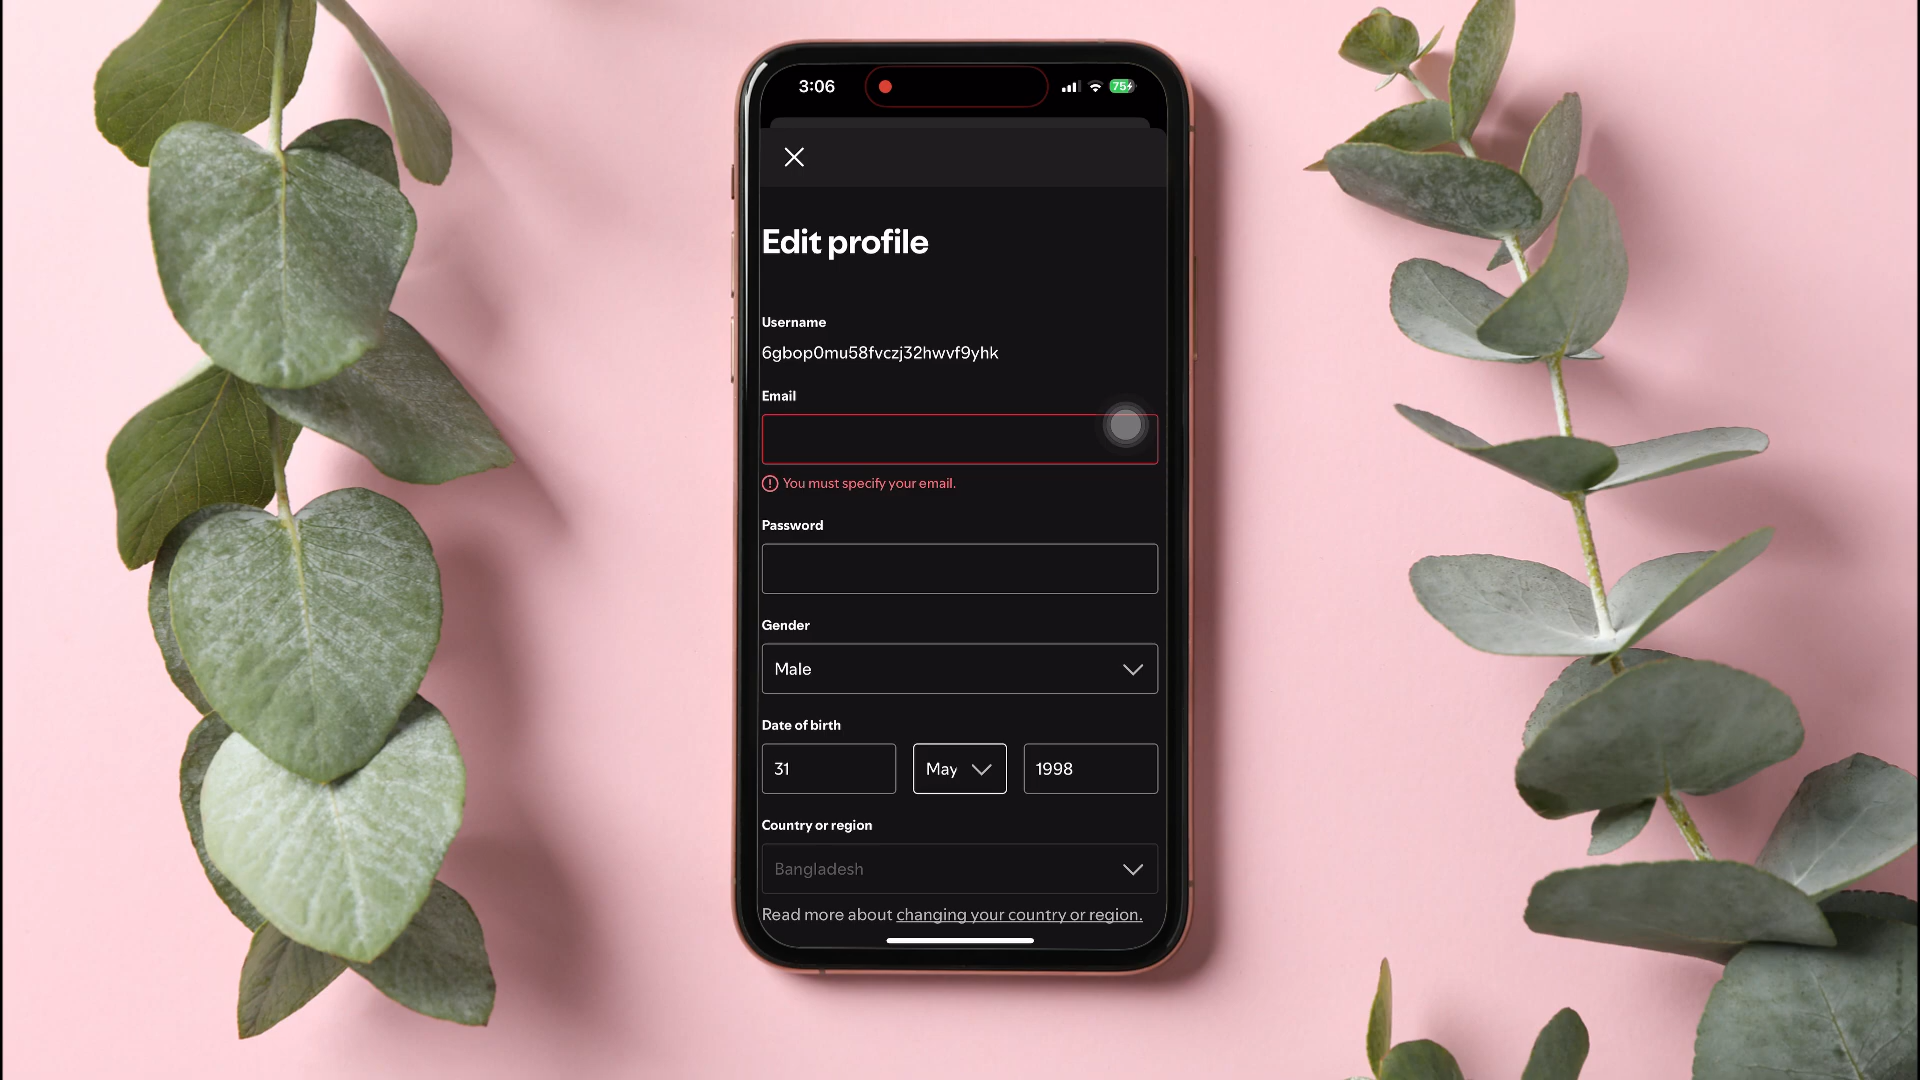 3:06
75
Edit profile
Username
6gbop0mu58fvczj32hwvf9yhk
Email
You must specify your email.
Password
Gender
Male
Date of birth
31
May
1998
Country or region
Bangladesh
Read more about changing your country or region.